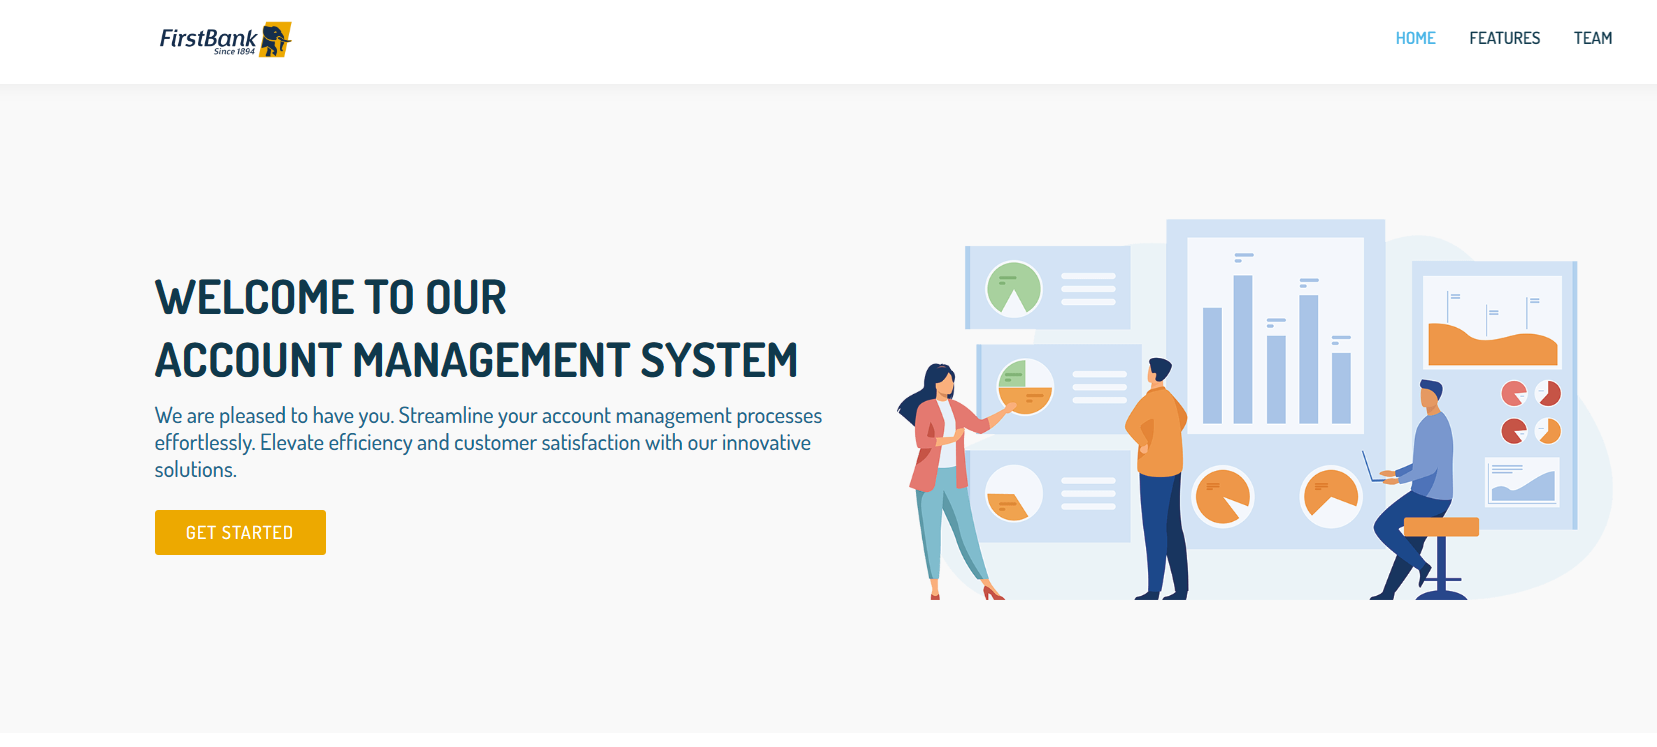 FirstBank
Since 1894
HOME FEATURES TEAM
WELCOME TO OUR
ACCOUNT MANAGEMENT SYSTEM
We are pleased to have you. Streamline your account management processes
effortlessly. Elevate efficiency and customer satisfaction with our innovative
solutions.
GET STARTED